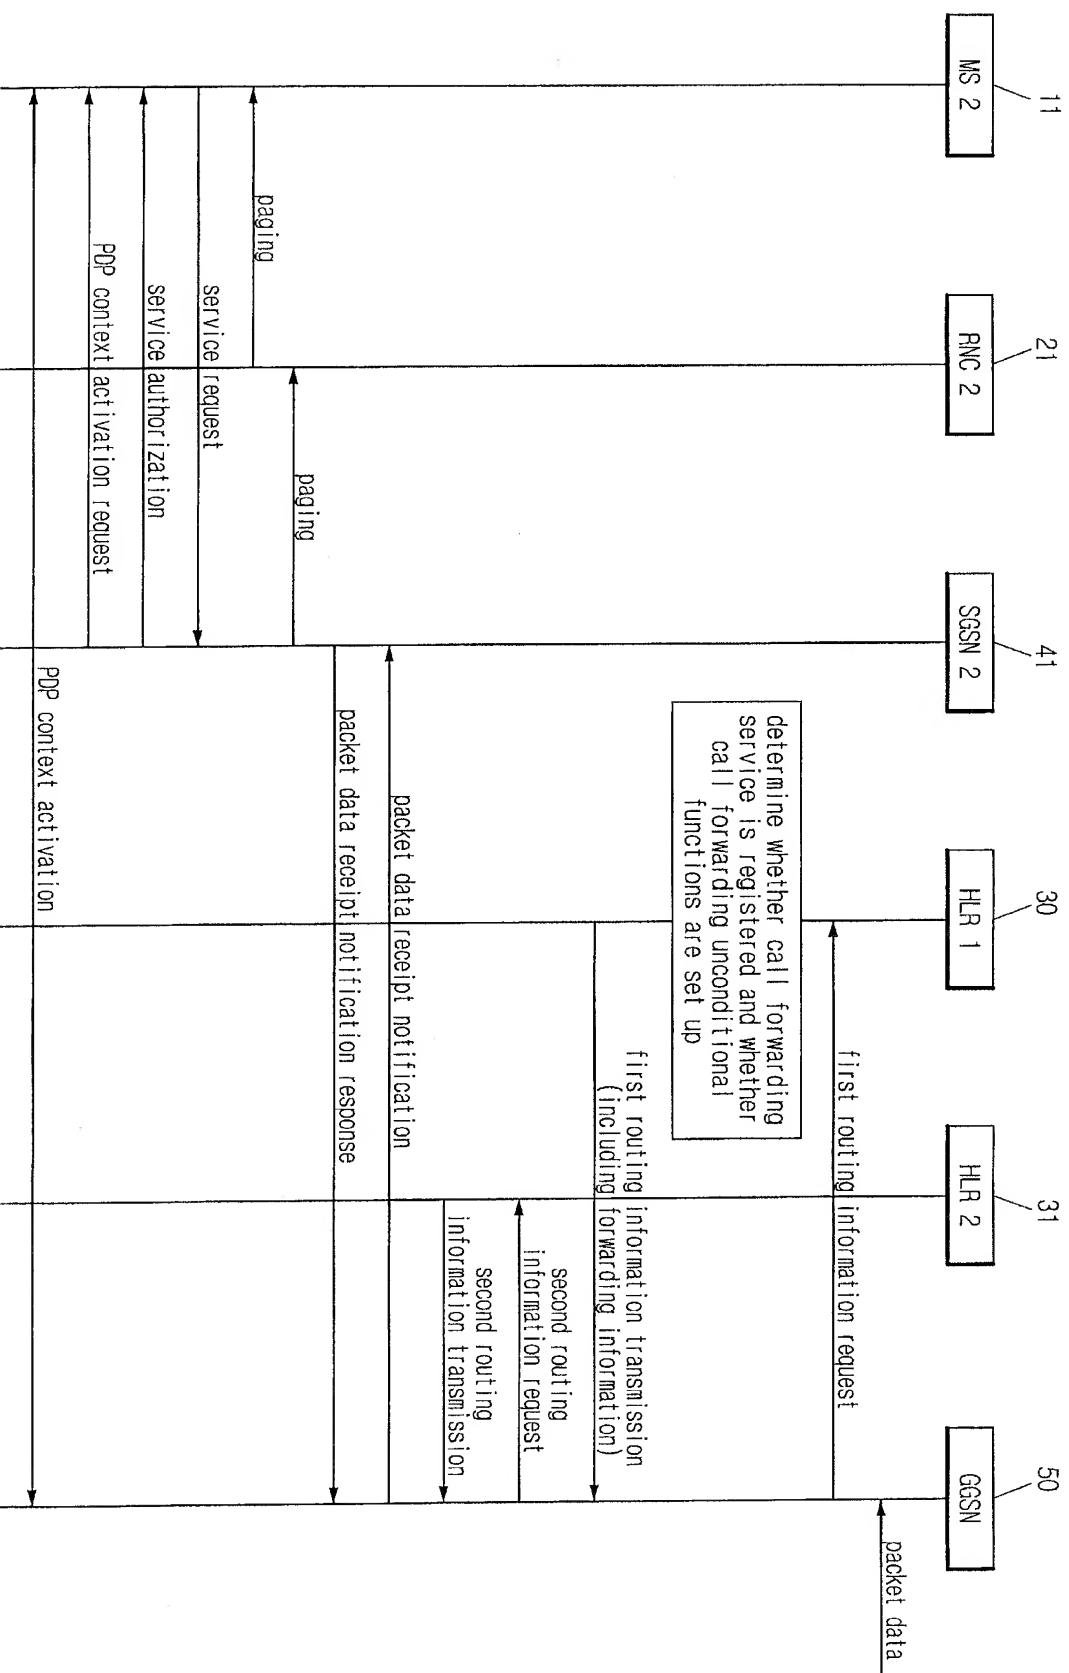 11
21
41
30
31
50
MS 2
RNC 2
SGSN 2
HLR 1
HLR 2
GGSN
packet data
first routing information request
determine whether call forwarding
service is registered and whether
call forwarding unconditional
functions are set up
first routing information transmission
(including forwarding information)
second routing
information request
second routing
information transmission
packet data receipt notification
packet data receipt notification response
paging
paging
service request
service authorization
PDP context activation request
PDP context activation